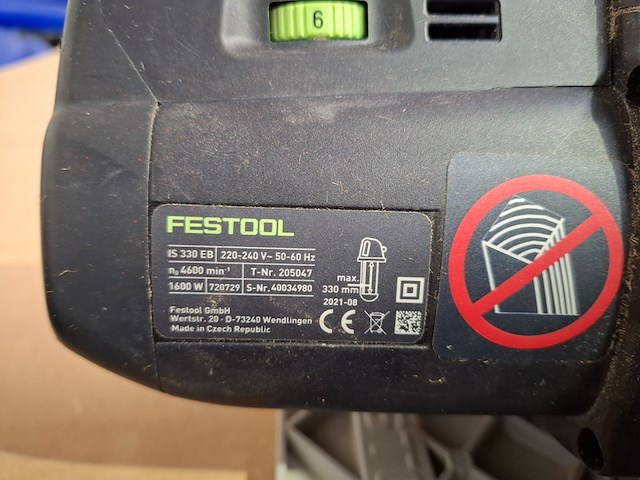 6
FESTOOL
IS 330 EB 220-240 V~ 50-60 Hz
n₀ 4600 min⁻¹ T-Nr. 205047
1600 W 720729 S-Nr. 40034980
max.
330 mm
2021-08
Festool GmbH
Wertstr. 20 · D-73240 Wendlingen
Made in Czech Republic
CE